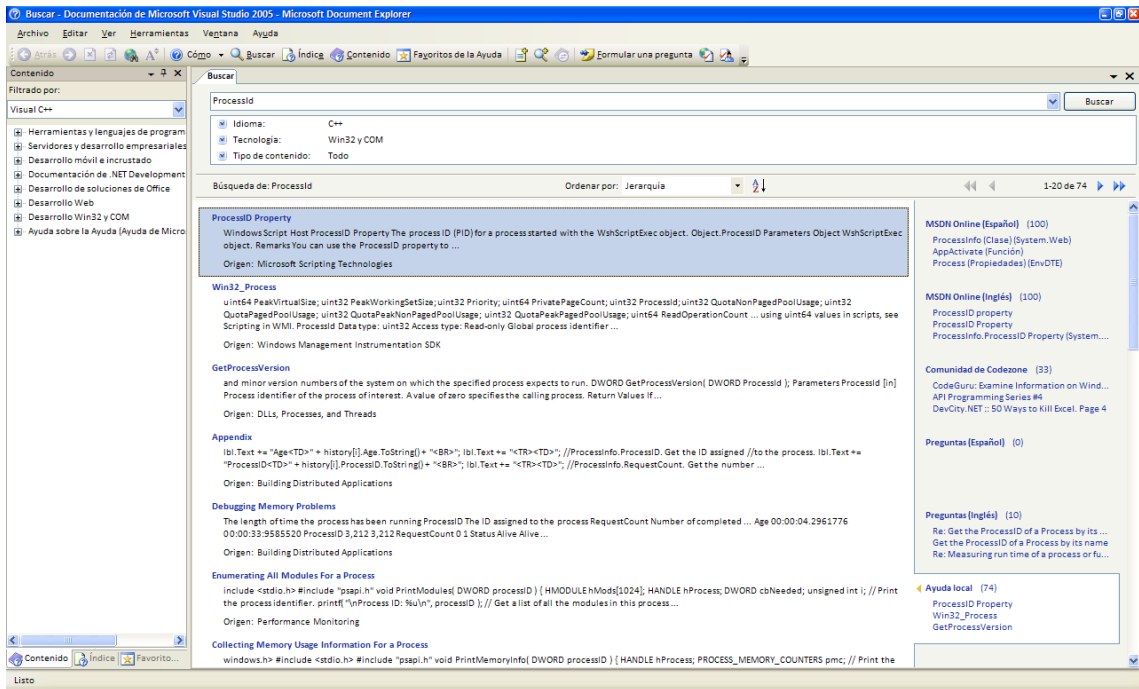 Buscar - Documentación de Microsoft Visual Studio 2005 - Microsoft Document Explorer
Archivo Editar Ver Herramientas Ventana Ayuda
Atrás Cómo Buscar Índice Contenido Favoritos de la Ayuda Formular una pregunta
Contenido
Filtrado por:
Visual C++
Herramientas y lenguajes de program
Servidores y desarrollo empresariales
Desarrollo móvil e incrustado
Documentación de .NET Development
Desarrollo de soluciones de Office
Desarrollo Web
Desarrollo Win32 y COM
Ayuda sobre la Ayuda (Ayuda de Micro
Contenido Índice Favorito...
Buscar
ProcessId
Buscar
Idioma: C++
Tecnología: Win32 y COM
Tipo de contenido: Todo
Búsqueda de: ProcessId Ordenar por: Jerarquía 1-20 de 74
ProcessID Property
Windows Script Host ProcessID Property The process ID (PID) for a process started with the WshScriptExec object. Object.ProcessID Parameters Object WshScriptExec
object. Remarks You can use the ProcessID property to ...
Origen: Microsoft Scripting Technologies
Win32_Process
uint64 PeakVirtualSize; uint32 PeakWorkingSetSize; uint32 Priority; uint64 PrivatePageCount; uint32 ProcessId; uint32 QuotaNonPagedPoolUsage; uint32
QuotaPagedPoolUsage; uint32 QuotaPeakNonPagedPoolUsage; uint32 QuotaPeakPagedPoolUsage; uint64 ReadOperationCount ... using uint64 values in scripts, see
Scripting in WMI. ProcessId Data type: uint32 Access type: Read-only Global process identifier ...
Origen: Windows Management Instrumentation SDK
GetProcessVersion
and minor version numbers of the system on which the specified process expects to run. DWORD GetProcessVersion( DWORD ProcessId ); Parameters ProcessId [in]
Process identifier of the process of interest. A value of zero specifies the calling process. Return Values If ...
Origen: DLLs, Processes, and Threads
Appendix
lbl.Text += "Age<TD>" + history[i].Age.ToString() + "<BR>"; lbl.Text += "<TR><TD>"; //ProcessInfo.ProcessID. Get the ID assigned //to the process. lbl.Text +=
"ProcessID<TD>" + history[i].ProcessID.ToString() + "<BR>"; lbl.Text += "<TR><TD>"; //ProcessInfo.RequestCount. Get the number ...
Origen: Building Distributed Applications
Debugging Memory Problems
The length of time the process has been running ProcessID The ID assigned to the process RequestCount Number of completed ... Age 00:00:04.2961776
00:00:33:9585520 ProcessID 3,212 3,212 RequestCount 0 1 Status Alive Alive ...
Origen: Building Distributed Applications
Enumerating All Modules For a Process
include <stdio.h> #include "psapi.h" void PrintModules( DWORD processID ) { HMODULE hMods[1024]; HANDLE hProcess; DWORD cbNeeded; unsigned int i; // Print
the process identifier. printf( "\nProcess ID: %u\n", processID ); // Get a list of all the modules in this process ...
Origen: Performance Monitoring
Collecting Memory Usage Information For a Process
windows.h> #include <stdio.h> #include "psapi.h" void PrintMemoryInfo( DWORD processID ) { HANDLE hProcess; PROCESS_MEMORY_COUNTERS pmc; // Print the
MSDN Online (Español) (100)
ProcessInfo (Clase) (System.Web)
AppActivate (Función)
Process (Propiedades) (EnvDTE)
MSDN Online (Inglés) (100)
ProcessID property
ProcessID Property
ProcessInfo.ProcessID Property (System....
Comunidad de Codezone (33)
CodeGuru: Examine Information on Wind...
API Programming Series #4
DevCity.NET :: 50 Ways to Kill Excel. Page 4
Preguntas (Español) (0)
Preguntas (Inglés) (10)
Re: Get the ProcessID of a Process by its ...
Get the ProcessID of a Process by its name
Re: Measuring run time of a process or fu...
Ayuda local (74)
ProcessID Property
Win32_Process
GetProcessVersion
Listo